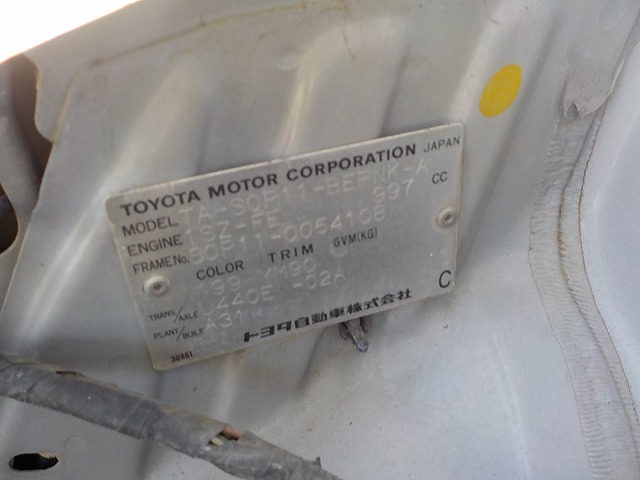 TOYOTA MOTOR CORPORATION JAPAN
MODEL TA-SCP11-BEPNK-A
ENGINE 1SZ-FE 997 CC
FRAME No. SCP11-0054108
COLOR TRIM GVM(KG)
199 YM90
TRANS/AXLE U440E -02A
PLANT/BUILT A31
トヨタ自動車株式会社 C
30881